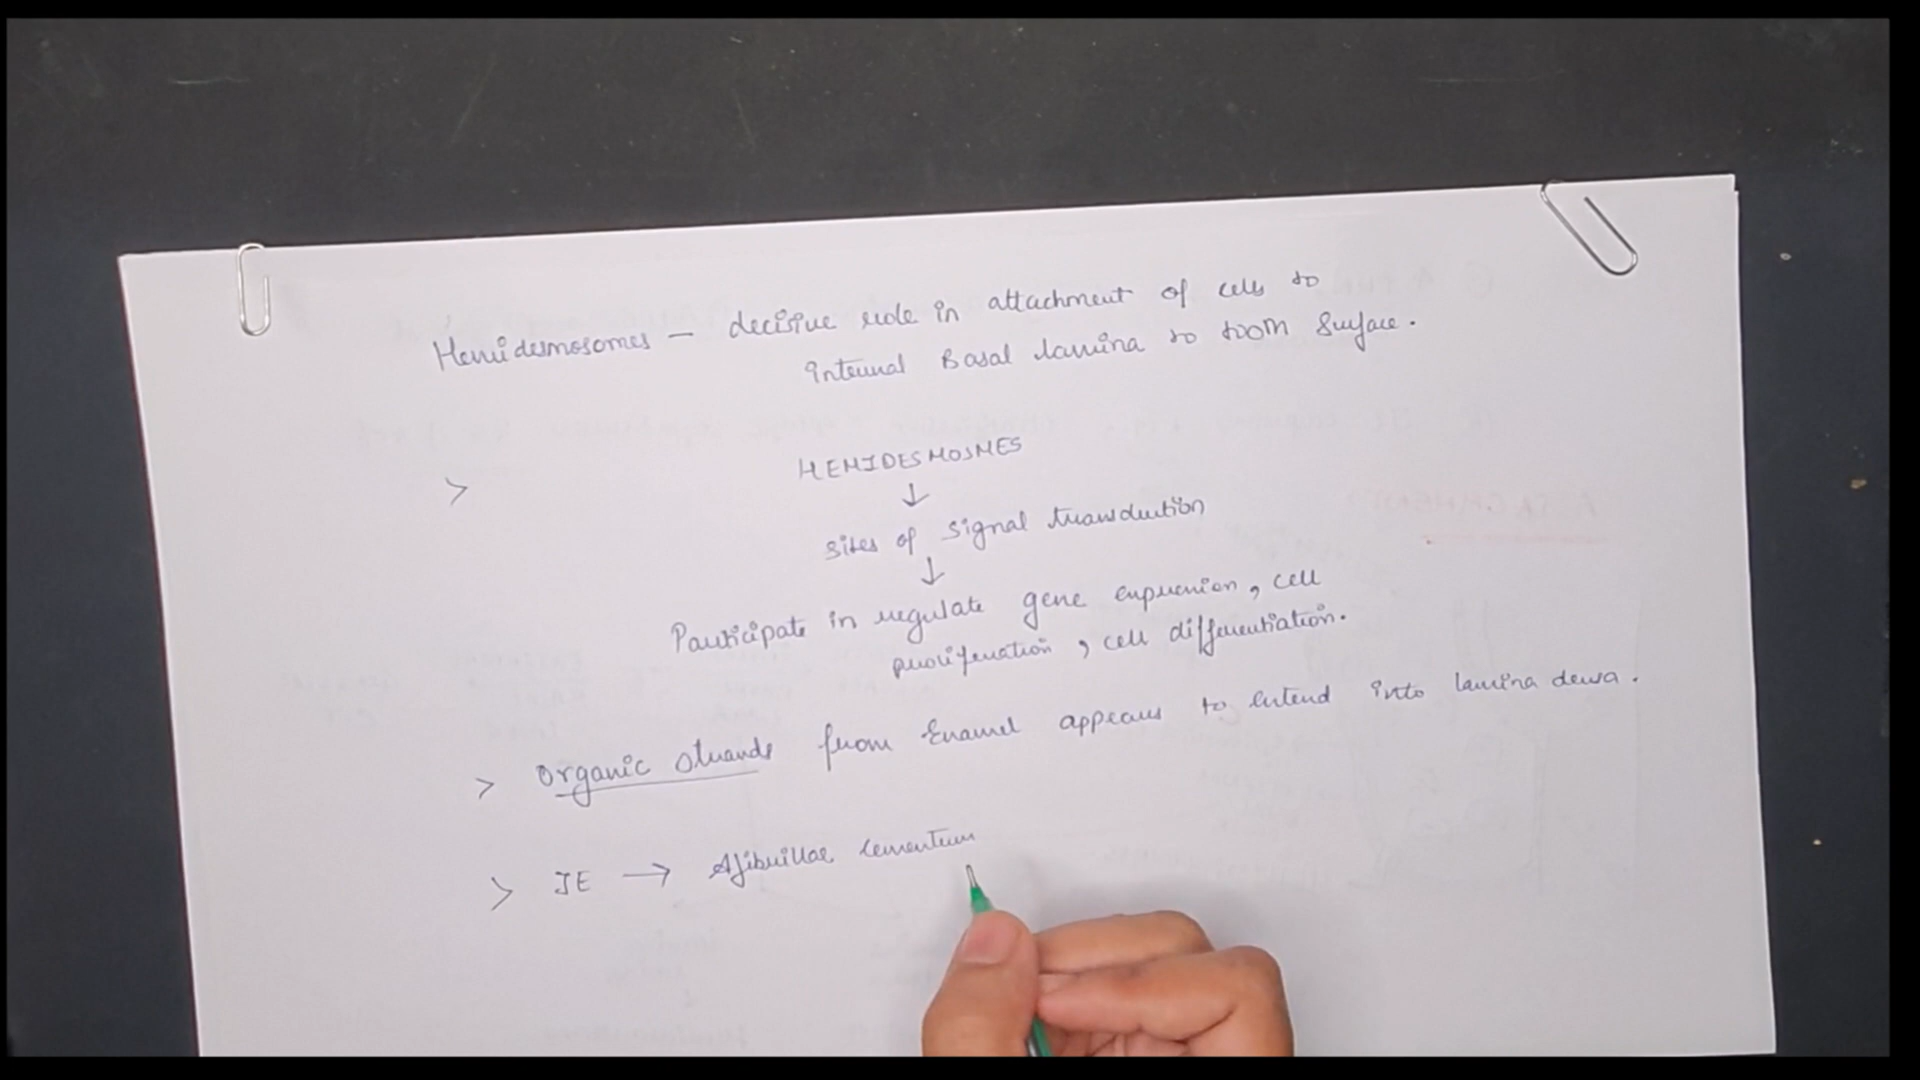 Hemidesmosomes – decisive role in attachment of cells to
internal Basal lamina to tooth surface.
> HEMIDESMOSMES
↓
sites of signal transduction
↓
Participate in regulate gene expression, cell
proliferation, cell differentiation.
> Organic strands from Enamel appears to extend into lamina densa.
> JE → Afibrillar cementum